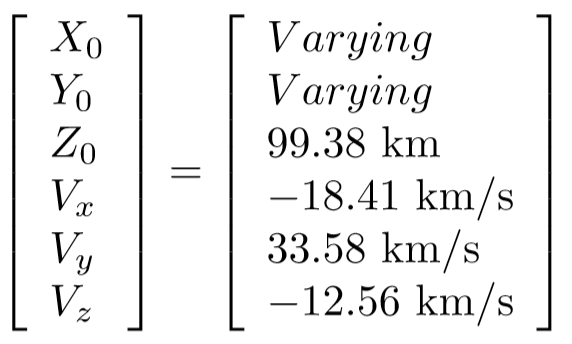 X₀ = Varying
Y₀ = Varying
Z₀ = 99.38 km
Vₓ = −18.41 km/s
V_y = 33.58 km/s
V_z = −12.56 km/s